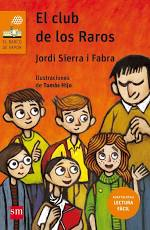 EL BARCO
DE VAPOR
El club
de los Raros
Jordi Sierra i Fabra
Ilustraciones
de Tomás Hijo
sm
LECTURA
FÁCIL